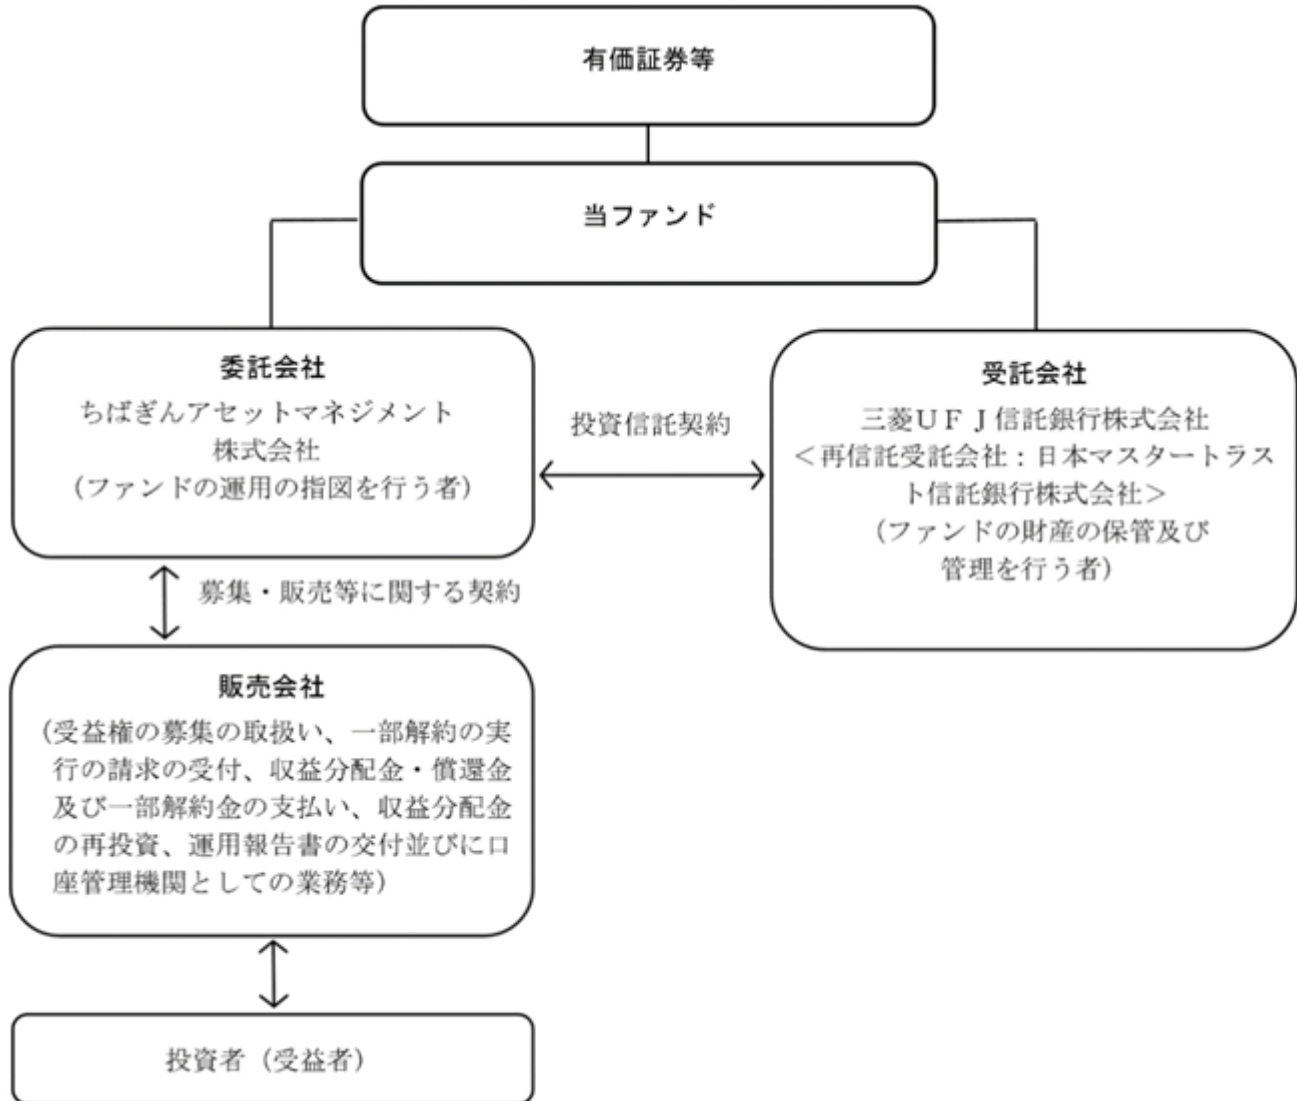 有価証券等
当ファンド
委託会社
ちばぎんアセットマネジメント
株式会社
（ファンドの運用の指図を行う者）
投資信託契約
受託会社
三菱ＵＦＪ信託銀行株式会社
＜再信託受託会社：日本マスタートラス
ト信託銀行株式会社＞
（ファンドの財産の保管及び
管理を行う者）
募集・販売等に関する契約
販売会社
（受益権の募集の取扱い、一部解約の実
行の請求の受付、収益分配金・償還金
及び一部解約金の支払い、収益分配金
の再投資、運用報告書の交付並びに口
座管理機関としての業務等）
投資者（受益者）